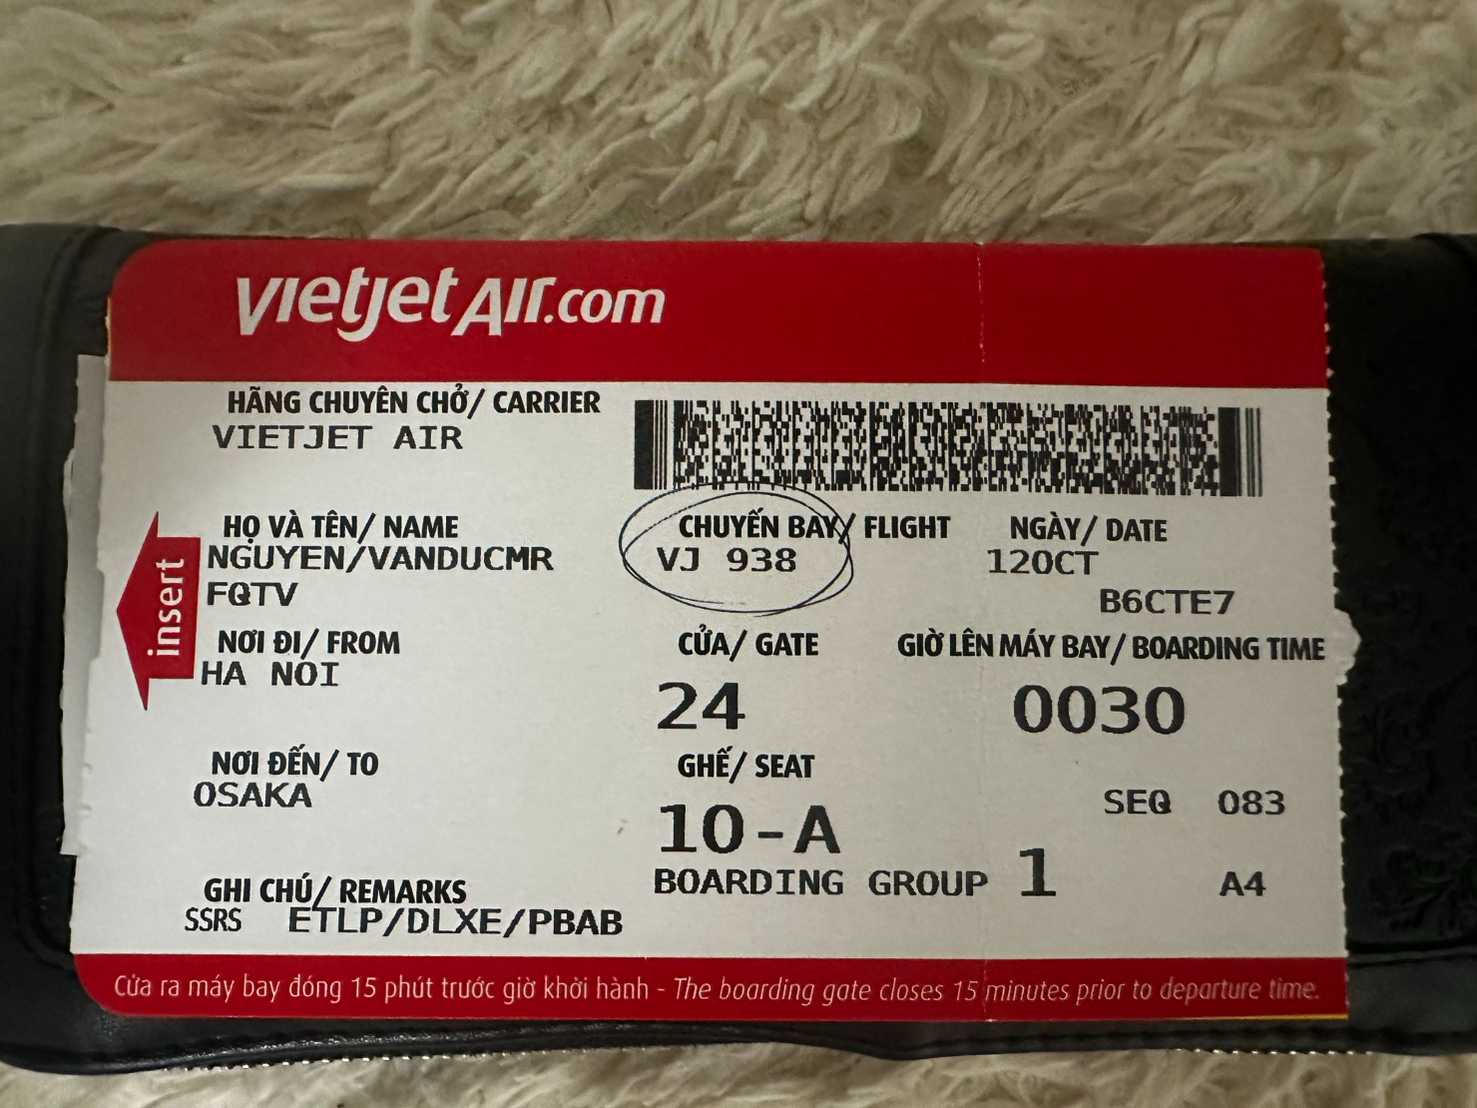 vietjetAir.com
HÃNG CHUYÊN CHỞ/ CARRIER
VIETJET AIR
HỌ VÀ TÊN/ NAME
NGUYEN/VANDUCMR
FQTV
CHUYẾN BAY/ FLIGHT
VJ 938
NGÀY/ DATE
12OCT
B6CTE7
NƠI ĐI/ FROM
HA NOI
CỬA/ GATE
24
GIỜ LÊN MÁY BAY/ BOARDING TIME
0030
NƠI ĐẾN/ TO
OSAKA
GHẾ/ SEAT
10-A
SEQ 083
BOARDING GROUP 1
A4
GHI CHÚ/ REMARKS
SSRS ETLP/DLXE/PBAB
insert
Cửa ra máy bay đóng 15 phút trước giờ khởi hành - The boarding gate closes 15 minutes prior to departure time.